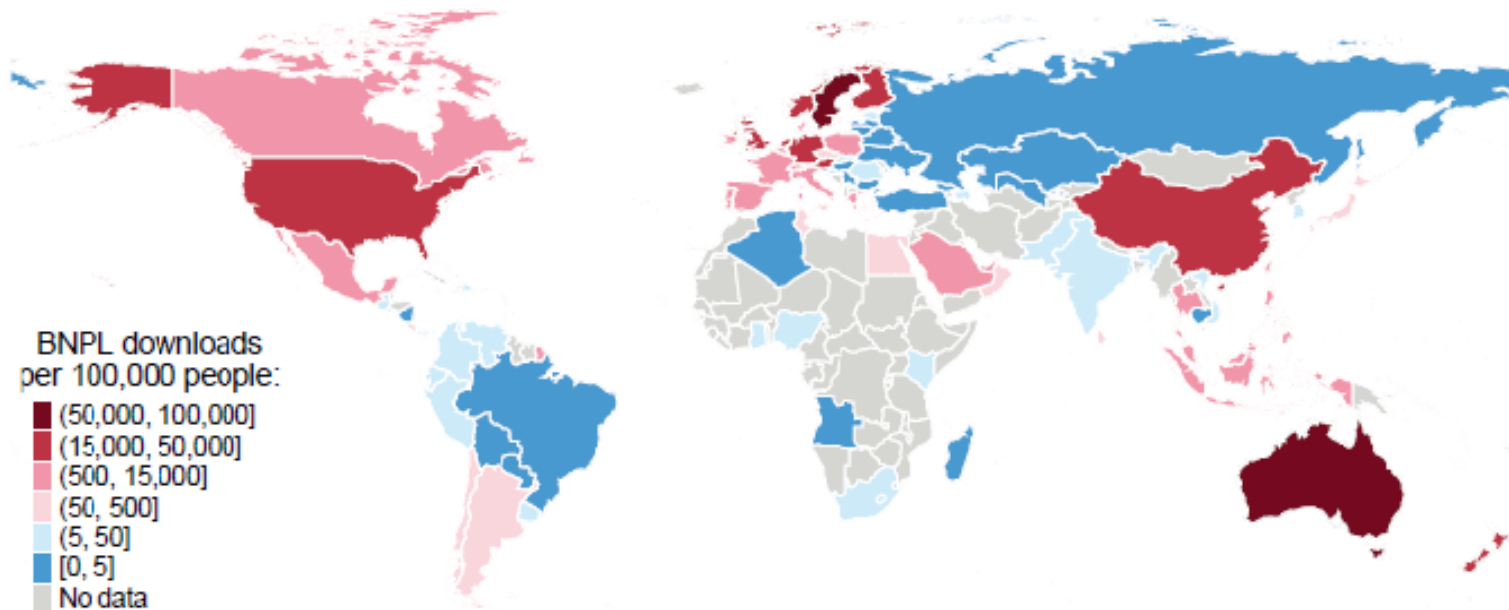 BNPL downloads
per 100,000 people:
(50,000, 100,000]
(15,000, 50,000]
(500, 15,000]
(50, 500]
(5, 50]
[0, 5]
No data